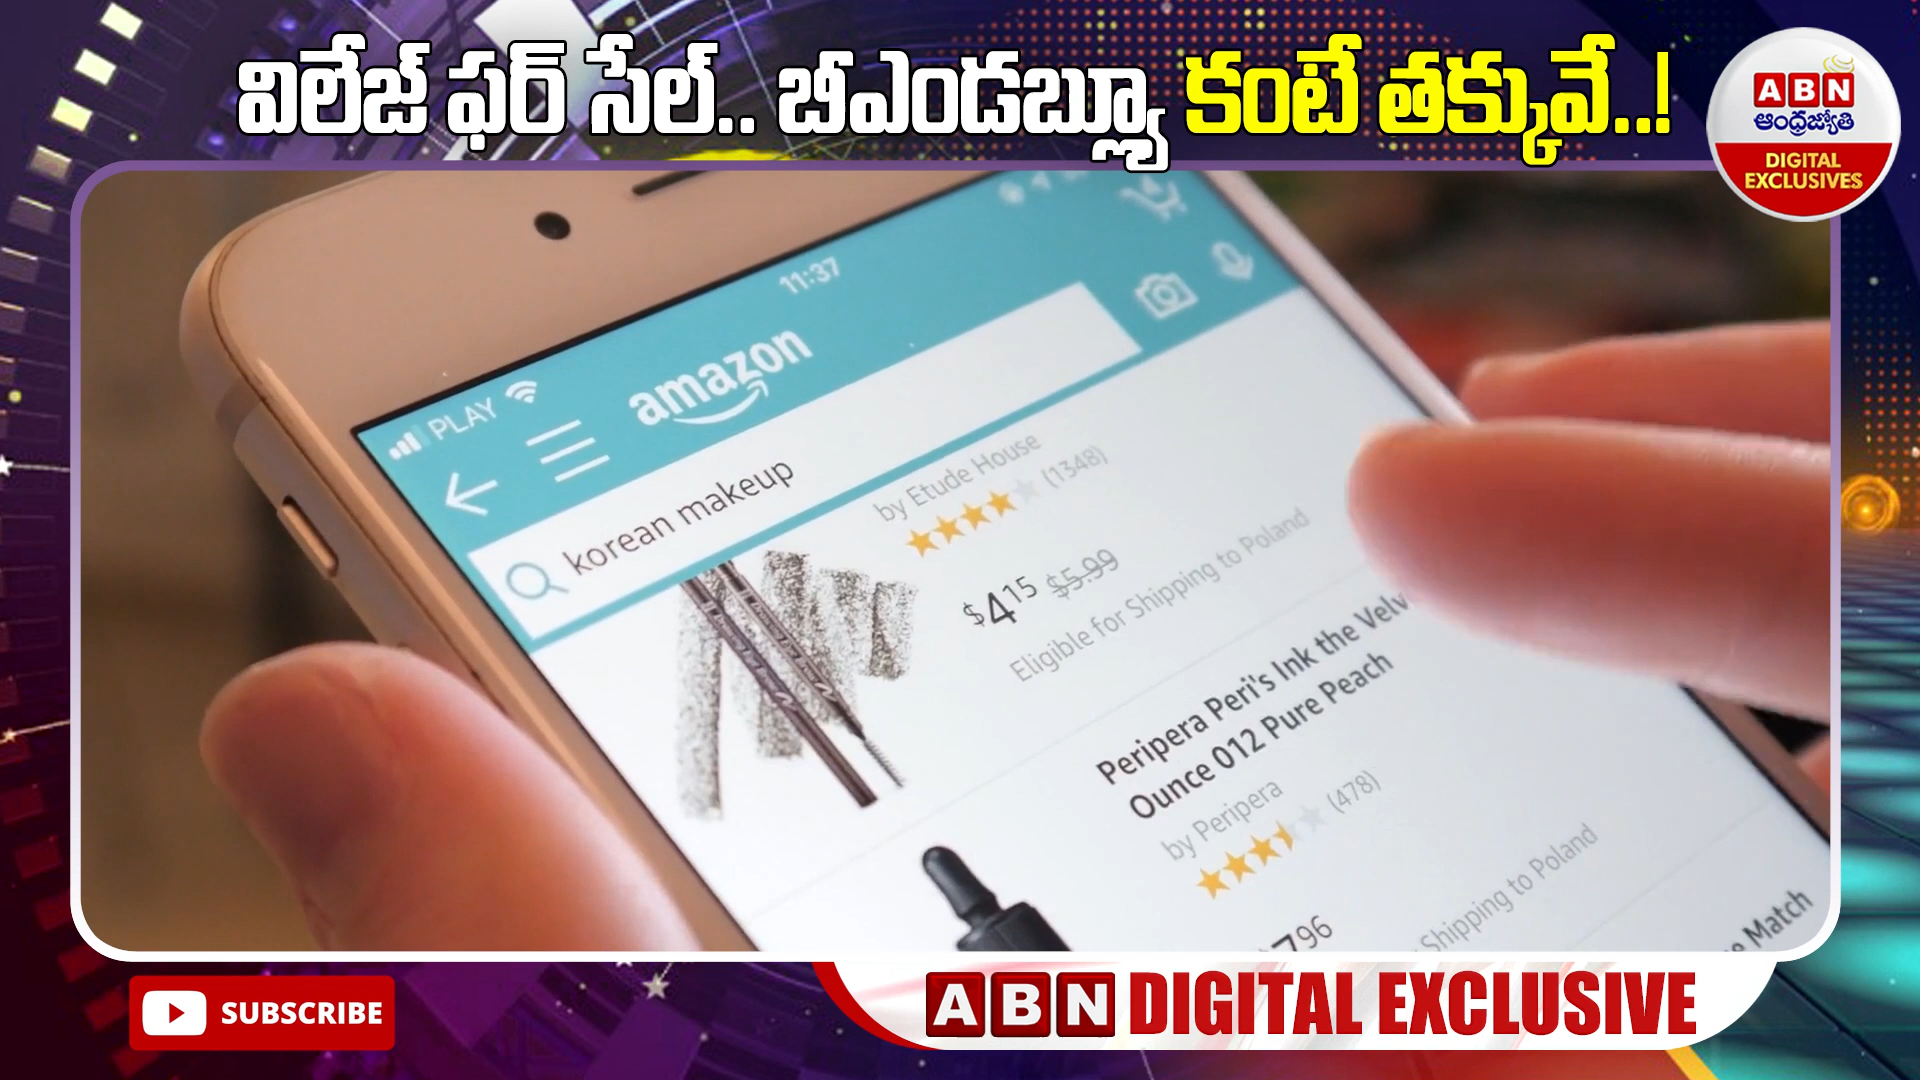 విలేజ్ ఫర్ సేల్.. బీఎండబ్ల్యూ కంటే తక్కువే..!
ABN
ఆంధ్రజ్యోతి
DIGITAL
EXCLUSIVES
11:37
PLAY
amazon
korean makeup
by Etude House
(1348)
$4.15 $5.99
Eligible for Shipping to Poland
Peripera Peri's Ink the Velv
Ounce 012 Pure Peach
by Peripera
(478)
796
Shipping to Poland
Match
SUBSCRIBE
ABN DIGITAL EXCLUSIVE